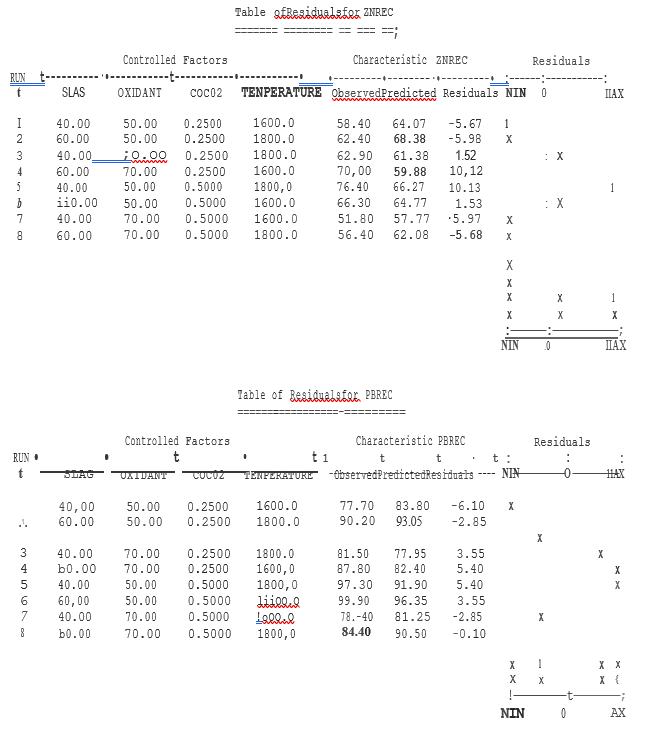 Table ofResidualsfor ZNREC
======= ======== == === ==;
Controlled Factors Characteristic ZNREC Residuals
RUN t----------·•----------t----------•----------• •---------·•--------·•---------• :------:-----------:
t SLAS OXIDANT COC02 TENPERATURE ObservedPredicted Residuals NIN 0 IIAX
I 40.00 50.00 0.2500 1600.0 58.40 64.07 -5.67 1
2 60.00 50.00 0.2500 1800.0 62.40 68.38 -5.98 X
3 40.00 ,O.OO 0.2500 1800.0 62.90 61.38 1.52 : X
4 60.00 70.00 0.2500 1600.0 70,00 59.88 10,12
5 40.00 50.00 0.5000 1800,0 76.40 66.27 10.13 1
b ii0.00 50.00 0.5000 1600.0 66.30 64.77 1.53 : X
7 40.00 70.00 0.5000 1600.0 51.80 57.77 ·5.97 X
8 60.00 70.00 0.5000 1800.0 56.40 62.08 -5.68 X
X
X
X X 1
X X X
:------:-----------;
NIN .0 IIAX
Table of Residualsfor PBREC
=================-=========
Controlled Factors Characteristic PBREC Residuals
RUN • • t • t 1 t t · t : : :
t SLAG OXIDANT COC02 TENPERATURE ObservedPredictedResiduals ---- NIN O IIAX
40,00 50.00 0.2500 1600.0 77.70 83.80 -6.10 X
.·. 60.00 50.00 0.2500 1800.0 90.20 93.05 -2.85
X
3 40.00 70.00 0.2500 1800.0 81.50 77.95 3.55 X
4 b0.00 70.00 0.2500 1600,0 87.80 82.40 5.40 X
5 40.00 50.00 0.5000 1800,0 97.30 91.90 5.40 X
6 60,00 50.00 0.5000 1ii00.0 99.90 96.35 3.55
7 40.00 70.00 0.5000 !o00.0 78.-40 81.25 -2.85 X
8 b0.00 70.00 0.5000 1800,0 84.40 90.50 -0.10
X 1 X X
X X X {
!------t------;
NIN 0 AX